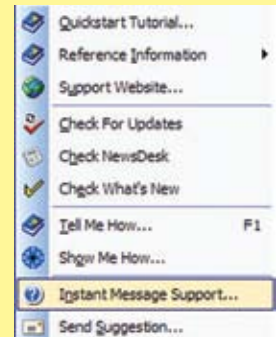 Quickstart Tutorial...
Reference Information
Support Website...
Check For Updates
Check NewsDesk
Check What's New
Tell Me How... F1
Show Me How...
Instant Message Support...
Send Suggestion...